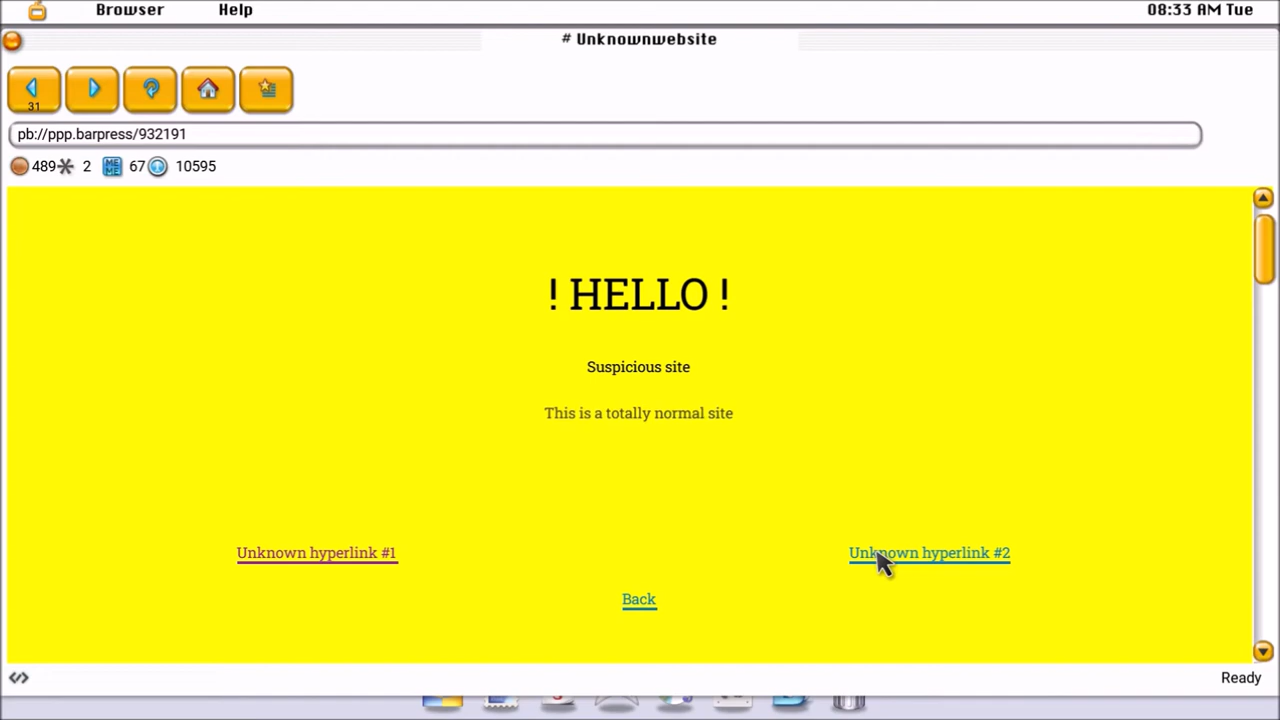 Browser Help 08:33 AM Tue
# Unknownwebsite
31
pb://ppp.barpress/932191
489 2 MEME 67 10595
! HELLO !
Suspicious site
This is a totally normal site
Unknown hyperlink #1 Unknown hyperlink #2
Back
Ready